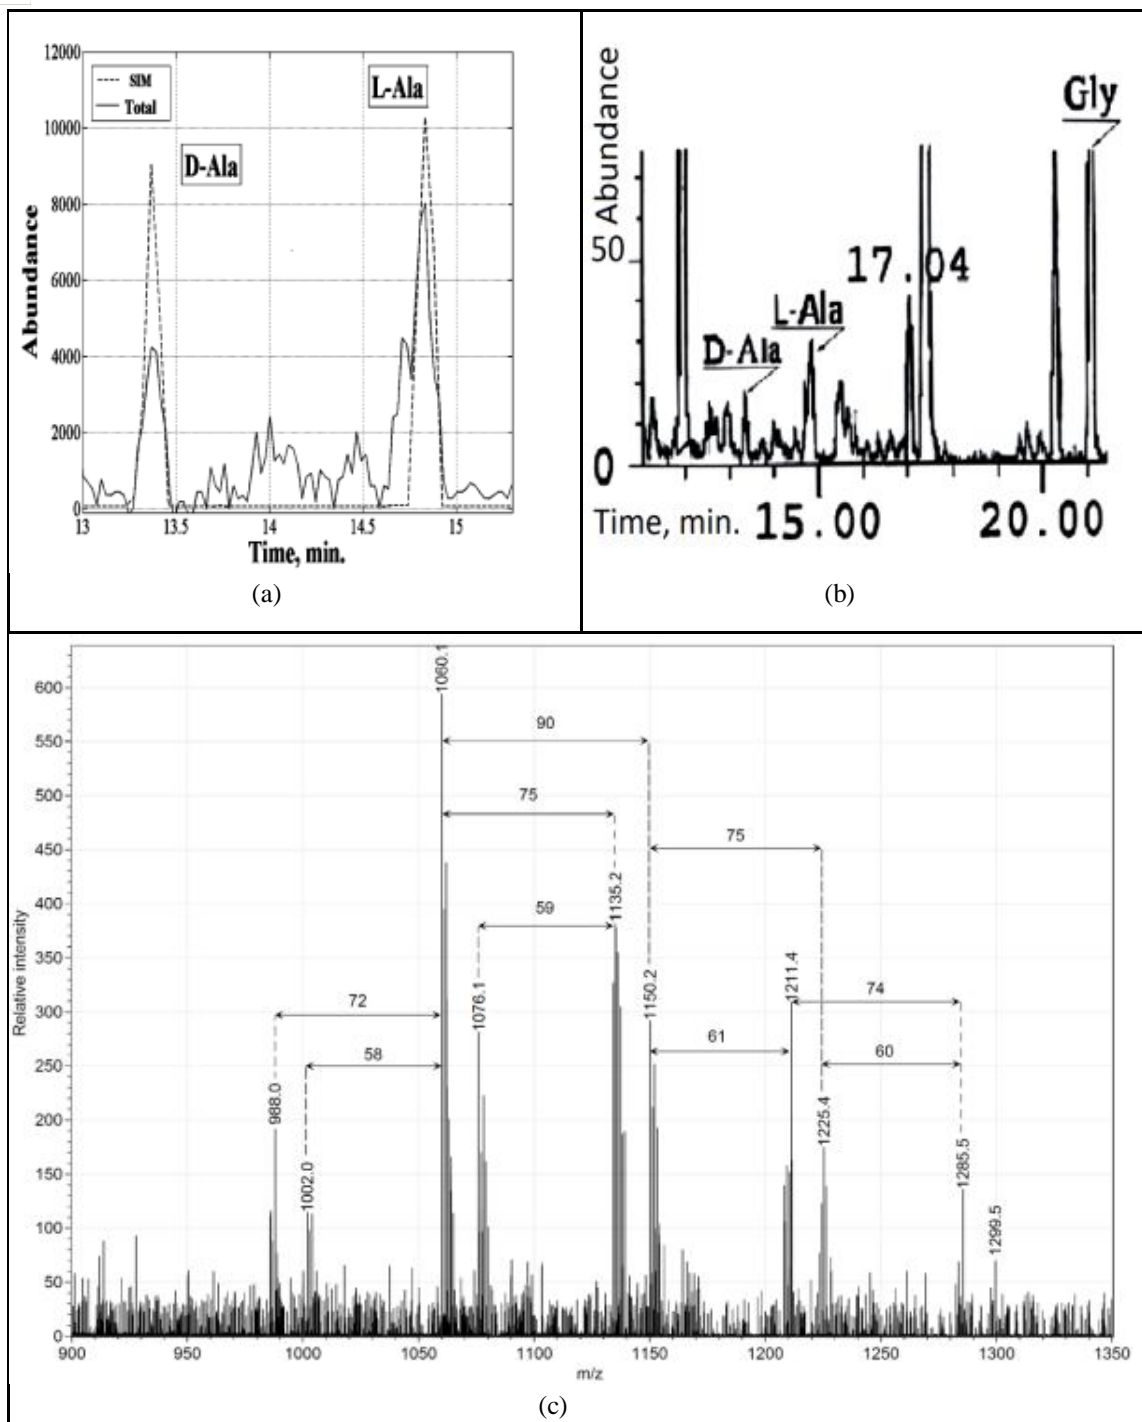 12000
10000
8000
6000
4000
2000
0
Abundance
SIM
Total
D-Ala
L-Ala
13 13.5 14 14.5 15
Time, min.
(a)
Abundance
50
0
D-Ala
L-Ala
17.04
Gly
Time, min. 15.00 20.00
(b)
Relative intensity
600
550
500
450
400
350
300
250
200
150
100
50
0
1060.1
90
75
75
59
1135.2
72
1076.1
1150.2
1211.4
74
58
61
60
988.0
1002.0
1225.4
1285.5
1299.5
900 950 1000 1050 1100 1150 1200 1250 1300 1350
m/z
(c)